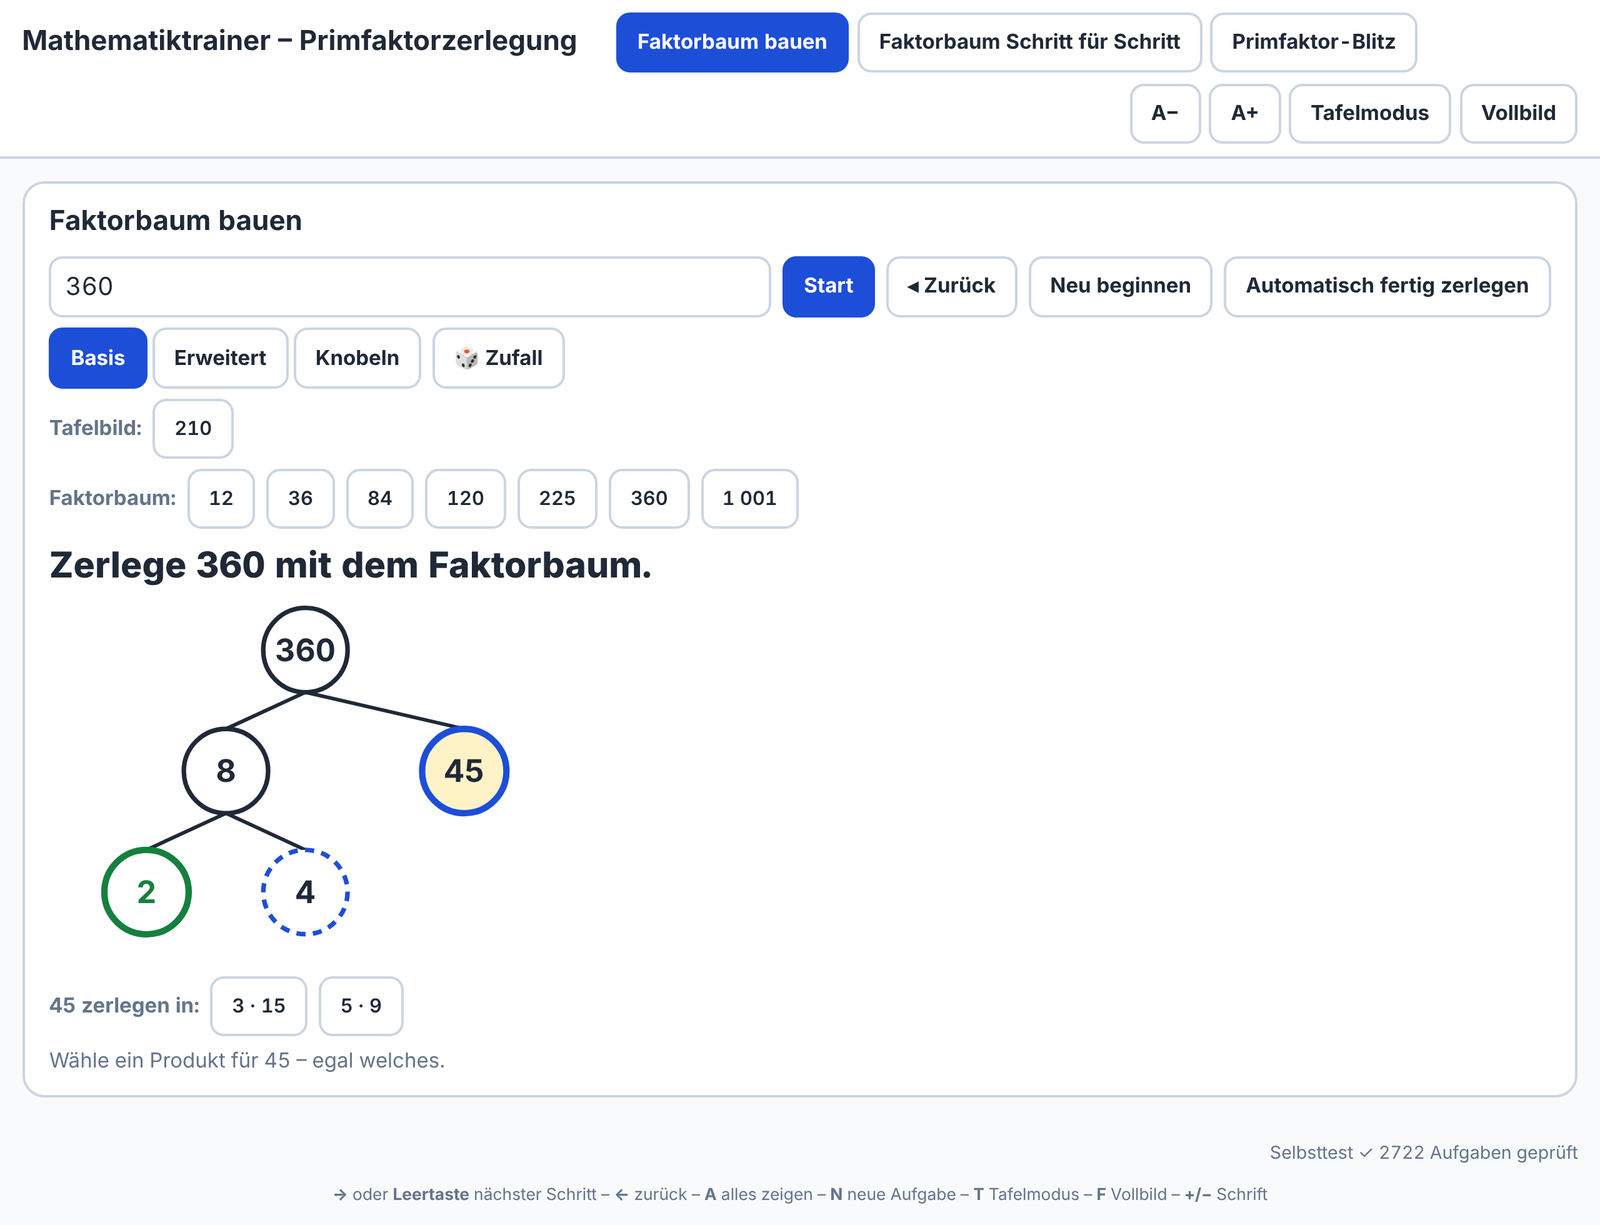 Mathematiktrainer – Primfaktorzerlegung
Faktorbaum bauen
Faktorbaum Schritt für Schritt
Primfaktor-Blitz
A−
A+
Tafelmodus
Vollbild
Faktorbaum bauen
360
Start
◂ Zurück
Neu beginnen
Automatisch fertig zerlegen
Basis
Erweitert
Knobeln
🎲 Zufall
Tafelbild: 210
Faktorbaum: 12 36 84 120 225 360 1 001
Zerlege 360 mit dem Faktorbaum.
360
8 45
2 4
45 zerlegen in: 3 · 15 5 · 9
Wähle ein Produkt für 45 – egal welches.
Selbsttest ✓ 2722 Aufgaben geprüft
→ oder Leertaste nächster Schritt – ← zurück – A alles zeigen – N neue Aufgabe – T Tafelmodus – F Vollbild – +/− Schrift